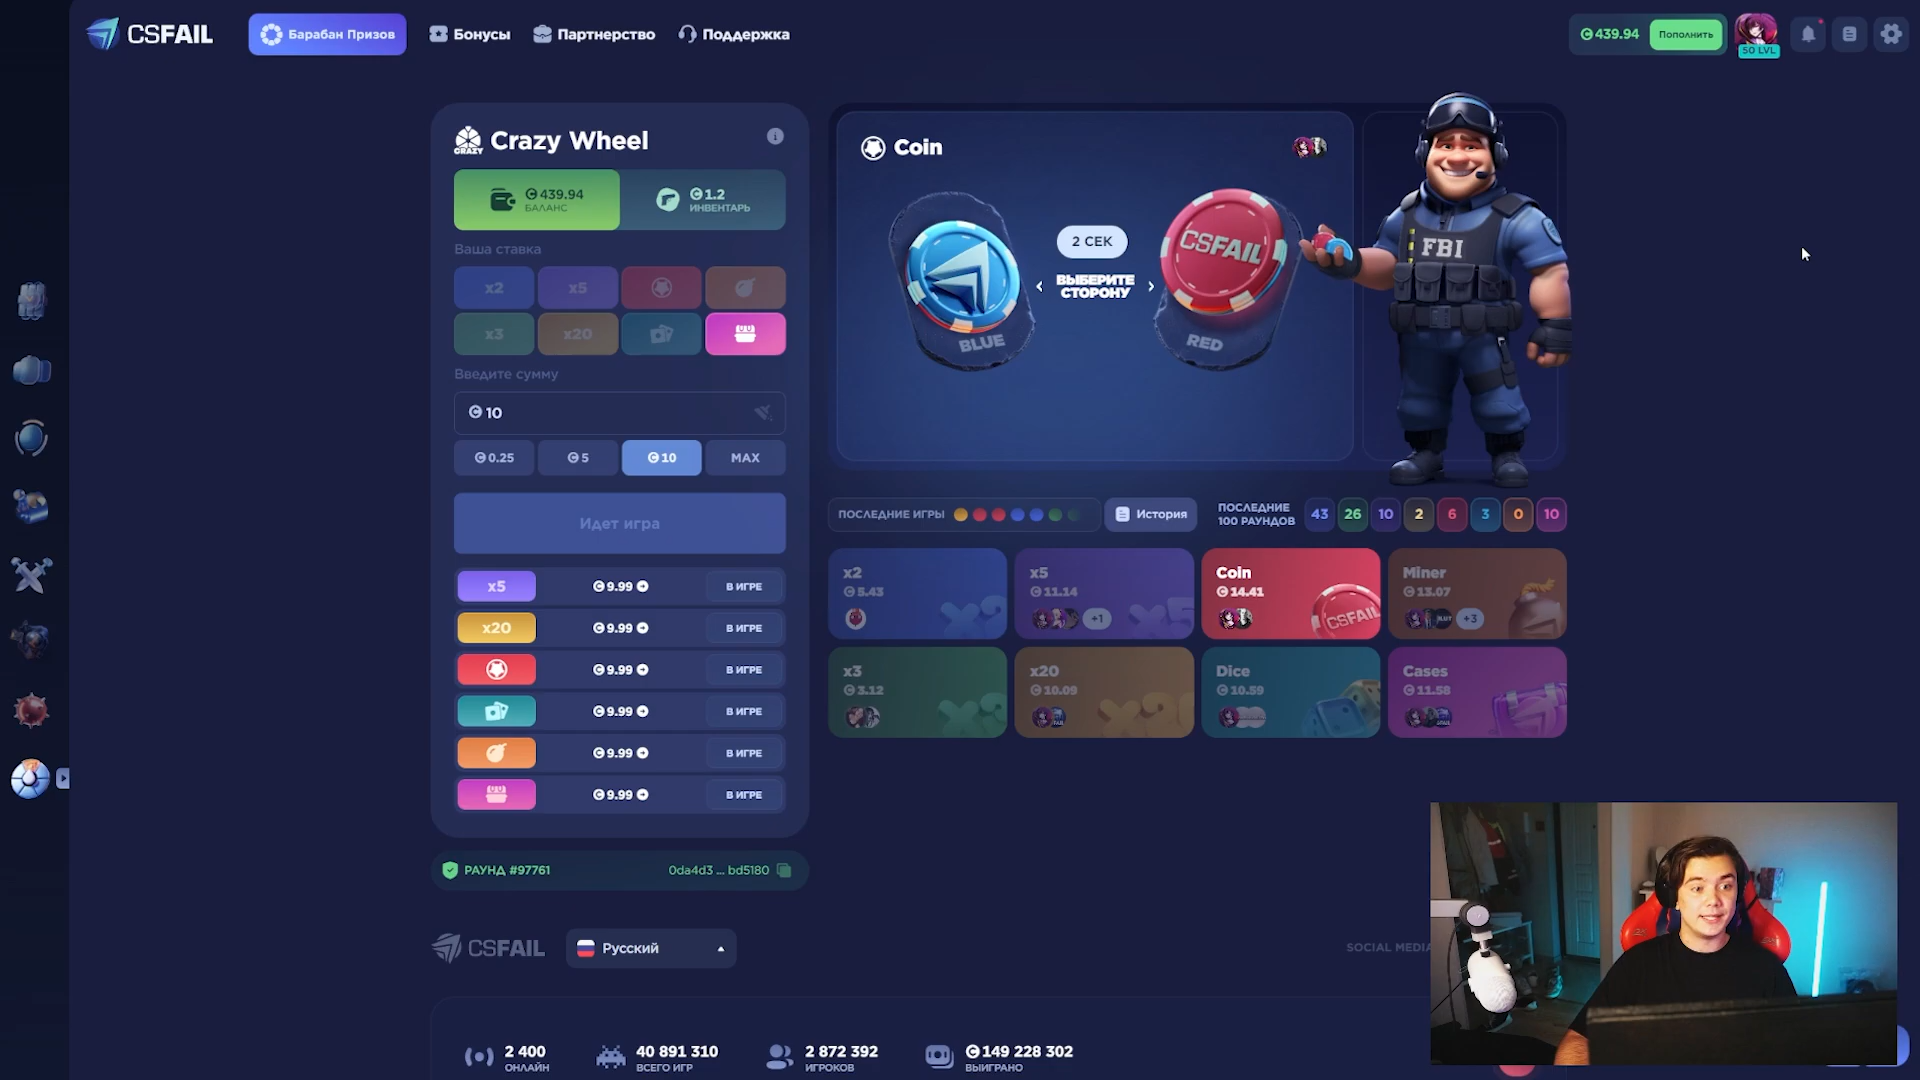 CSFAIL
Барабан Призов
Бонусы
Партнерство
Поддержка
439.94
Пополнить
50 LVL
Crazy Wheel
CRAZY
439.94
БАЛАНС
1.2
ИНВЕНТАРЬ
Ваша ставка
x2
x5
x3
x20
Введите сумму
10
0.25
5
10
MAX
Идет игра
x5
9.99
В ИГРЕ
x20
9.99
В ИГРЕ
9.99
В ИГРЕ
9.99
В ИГРЕ
9.99
В ИГРЕ
9.99
В ИГРЕ
РАУНД #97761
0da4d3 ... bd5180
Coin
2 СЕК
ВЫБЕРИТЕ
СТОРОНУ
BLUE
CSFAIL
RED
FBI
ПОСЛЕДНИЕ ИГРЫ
История
ПОСЛЕДНИЕ
100 РАУНДОВ
43
26
10
2
6
3
0
10
x2
5.43
x2
x5
11.14
+1
x5
Coin
14.41
CSFAIL
Miner
13.07
+3
x3
3.12
x3
x20
10.09
x20
Dice
10.59
Cases
11.58
CSFAIL
Русский
SOCIAL MEDIA
2 400
ОНЛАЙН
40 891 310
ВСЕГО ИГР
2 872 392
ИГРОКОВ
149 228 302
ВЫИГРАНО